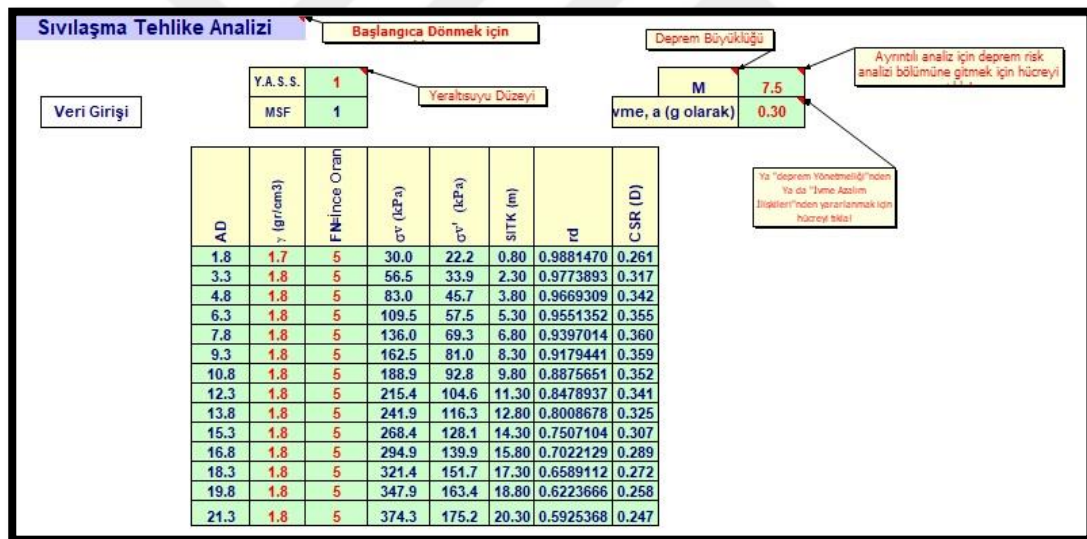 Sıvılaşma Tehlike Analizi
Başlangıca Dönmek için
Deprem Büyüklüğü
Ayrıntılı analiz için deprem risk
analizi bölümüne gitmek için hücreyi
Y.A.S.S. 1
Yeraltısuyu Düzeyi
M 7.5
Veri Girişi
MSF 1
vme, a (g olarak) 0.30
Ya "deprem Yönetmeliği"nden
Ya da "İvme Azalım
İlişkileri"nden yararlanmak için
hücreyi tıkla!
AD γ (gr/cm3) FN=İnce Oran σv (kPa) σv' (kPa) SITK (m) rd CSR (D)
1.8 1.7 5 30.0 22.2 0.80 0.9881470 0.261
3.3 1.8 5 56.5 33.9 2.30 0.9773893 0.317
4.8 1.8 5 83.0 45.7 3.80 0.9669309 0.342
6.3 1.8 5 109.5 57.5 5.30 0.9551352 0.355
7.8 1.8 5 136.0 69.3 6.80 0.9397014 0.360
9.3 1.8 5 162.5 81.0 8.30 0.9179441 0.359
10.8 1.8 5 188.9 92.8 9.80 0.8875651 0.352
12.3 1.8 5 215.4 104.6 11.30 0.8478937 0.341
13.8 1.8 5 241.9 116.3 12.80 0.8008678 0.325
15.3 1.8 5 268.4 128.1 14.30 0.7507104 0.307
16.8 1.8 5 294.9 139.9 15.80 0.7022129 0.289
18.3 1.8 5 321.4 151.7 17.30 0.6589112 0.272
19.8 1.8 5 347.9 163.4 18.80 0.6223666 0.258
21.3 1.8 5 374.3 175.2 20.30 0.5925368 0.247